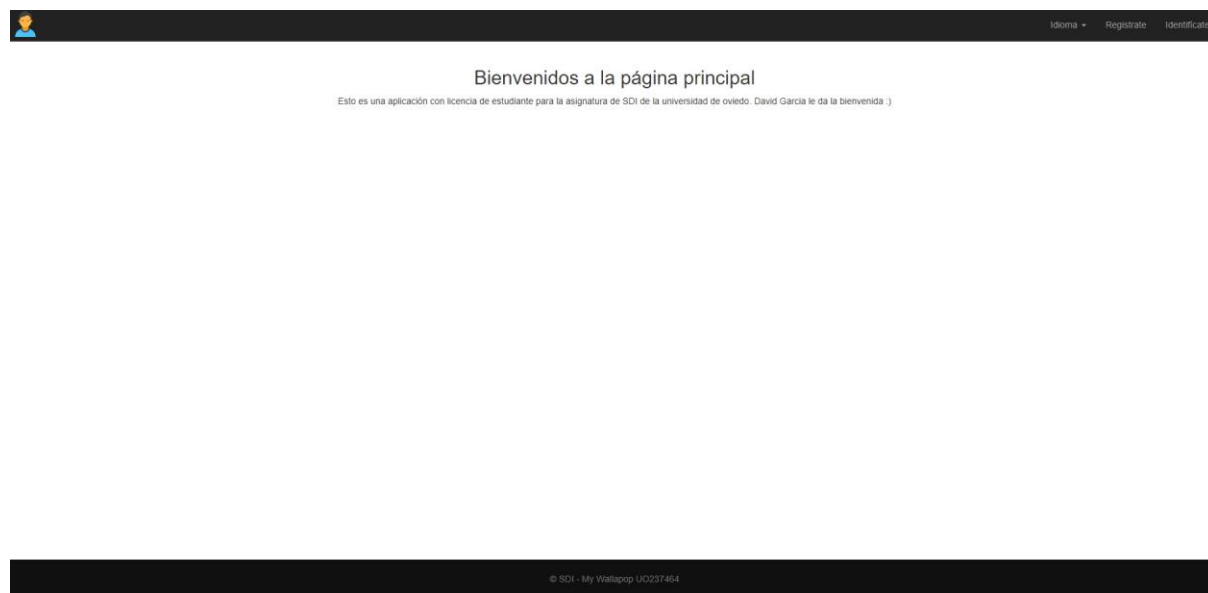 Idioma Registrate Identifícate
Bienvenidos a la página principal
Esto es una aplicación con licencia de estudiante para la asignatura de SDI de la universidad de oviedo. David Garcia le da la bienvenida :)
© SDI - My Wallapop UO237464